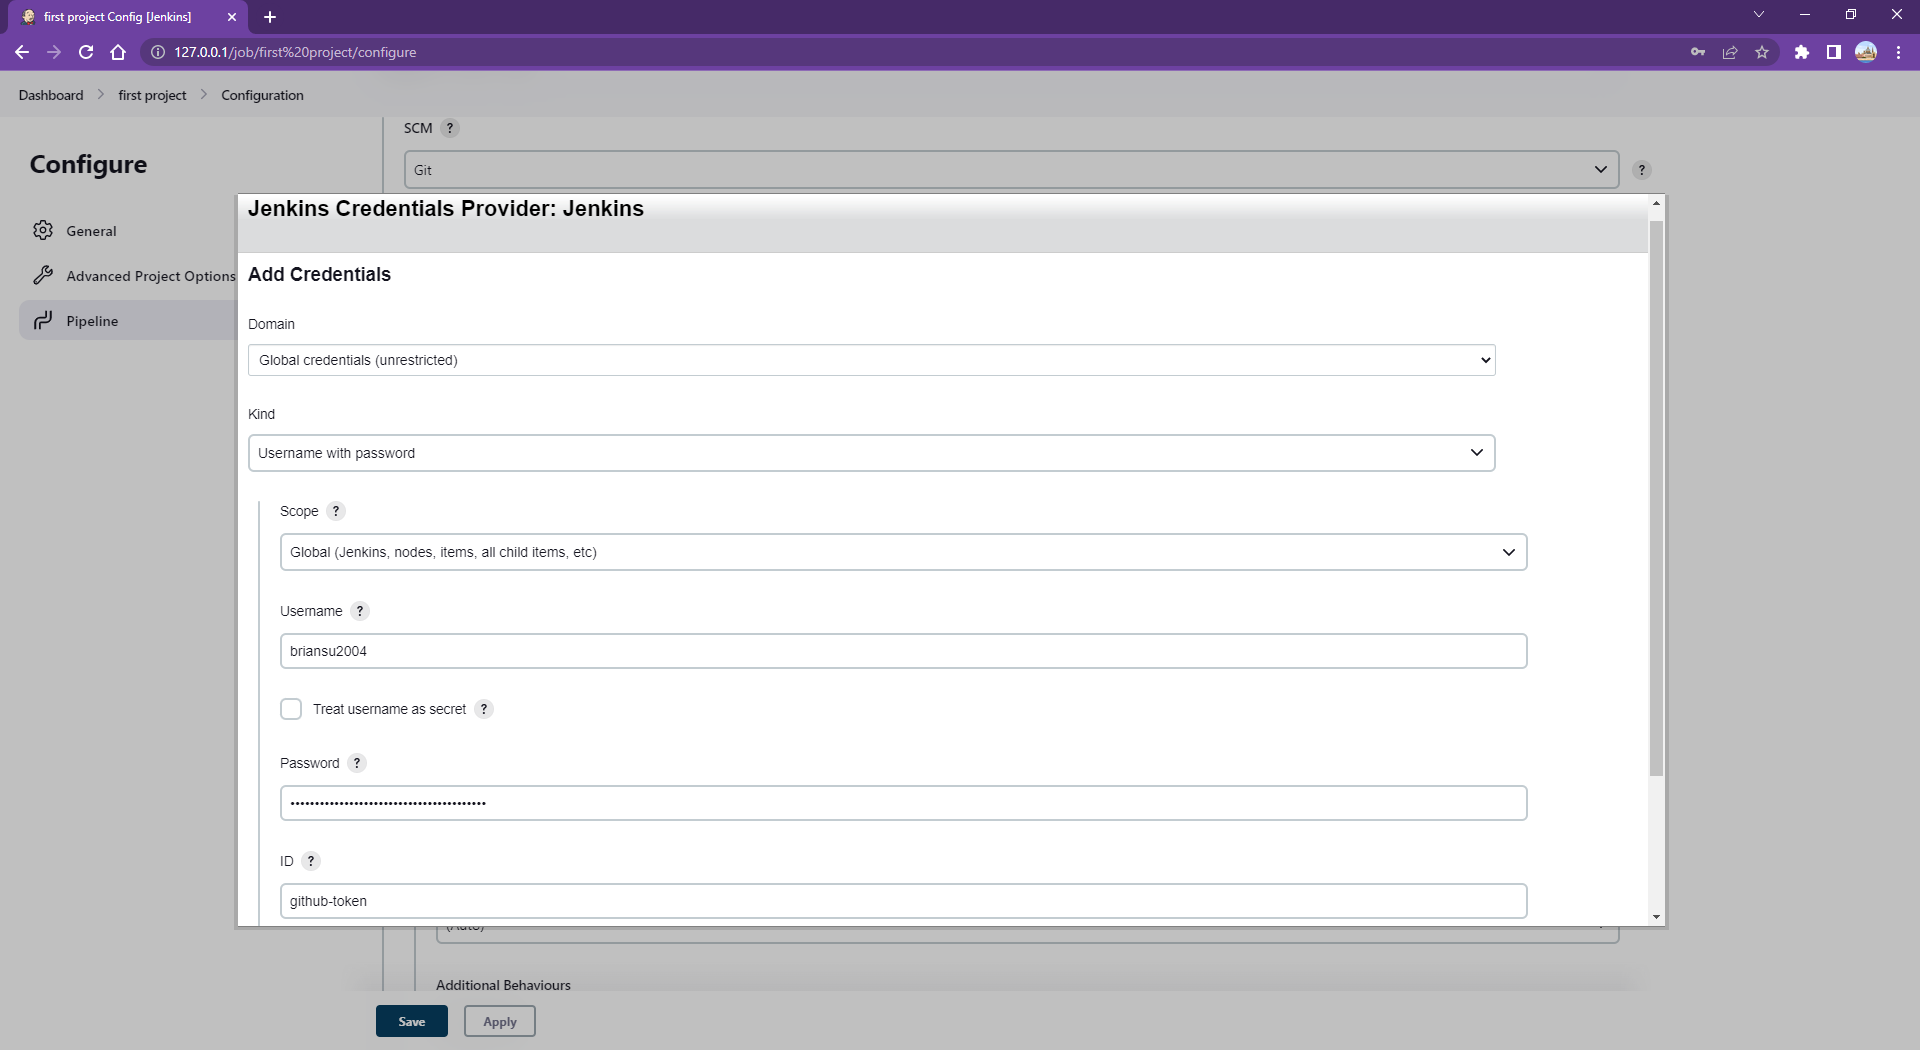 first project Config [Jenkins]
127.0.0.1/job/first%20project/configure
Dashboard > first project > Configuration
Configure
General
Advanced Project Options
Pipeline
SCM ?
Git
?
Jenkins Credentials Provider: Jenkins
Add Credentials
Domain
Global credentials (unrestricted)
Kind
Username with password
Scope ?
Global (Jenkins, nodes, items, all child items, etc)
Username ?
briansu2004
Treat username as secret ?
Password ?
••••••••••••••••••••••••••••••••••••••••
ID ?
github-token
(Auto)
Additional Behaviours
Save
Apply